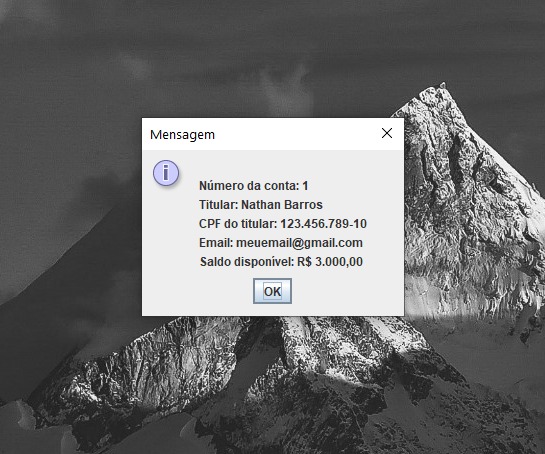 Mensagem
Número da conta: 1
Titular: Nathan Barros
CPF do titular: 123.456.789-10
Email: meuemail@gmail.com
Saldo disponível: R$ 3.000,00
OK